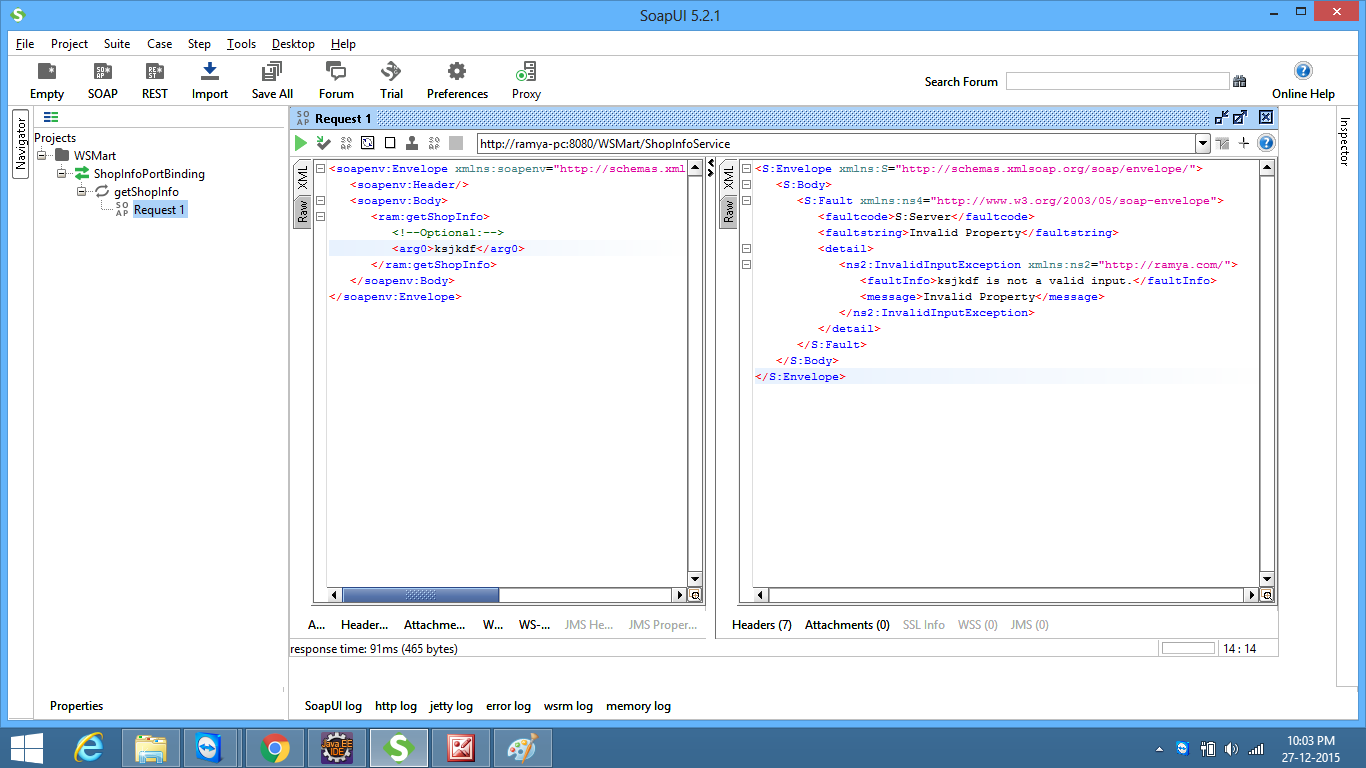 SoapUI 5.2.1
File Project Suite Case Step Tools Desktop Help
Empty SOAP REST Import Save All Forum Trial Preferences Proxy Search Forum Online Help
Navigator
Projects
WSMart
ShopInfoPortBinding
getShopInfo
SOAP Request 1
Request 1
http://ramya-pc:8080/WSMart/ShopInfoService
XML
Raw
<soapenv:Envelope xmlns:soapenv="http://schemas.xml
<soapenv:Header/>
<soapenv:Body>
<ram:getShopInfo>
<!--Optional:-->
<arg0>ksjkdf</arg0>
</ram:getShopInfo>
</soapenv:Body>
</soapenv:Envelope>
XML
Raw
<S:Envelope xmlns:S="http://schemas.xmlsoap.org/soap/envelope/">
<S:Body>
<S:Fault xmlns:ns4="http://www.w3.org/2003/05/soap-envelope">
<faultcode>S:Server</faultcode>
<faultstring>Invalid Property</faultstring>
<detail>
<ns2:InvalidInputException xmlns:ns2="http://ramya.com/">
<faultInfo>ksjkdf is not a valid input.</faultInfo>
<message>Invalid Property</message>
</ns2:InvalidInputException>
</detail>
</S:Fault>
</S:Body>
</S:Envelope>
Inspector
A... Header... Attachme... W... WS-... JMS He... JMS Proper...
Headers (7) Attachments (0) SSL Info WSS (0) JMS (0)
response time: 91ms (465 bytes)
14 : 14
Properties
SoapUI log http log jetty log error log wsrm log memory log
Java EE
IDE
10:03 PM
27-12-2015